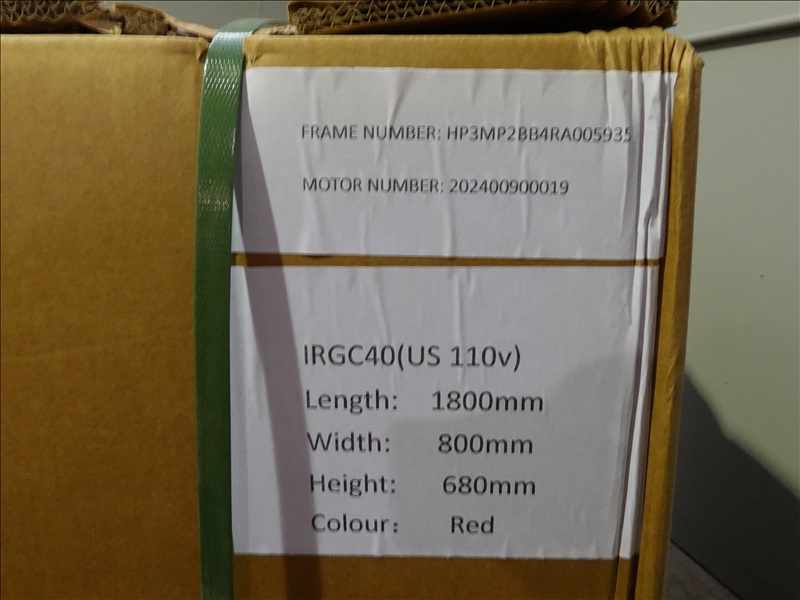 FRAME NUMBER: HP3MP2BB4RA005935
MOTOR NUMBER: 202400900019
IRGC40(US 110v)
Length: 1800mm
Width: 800mm
Height: 680mm
Colour: Red